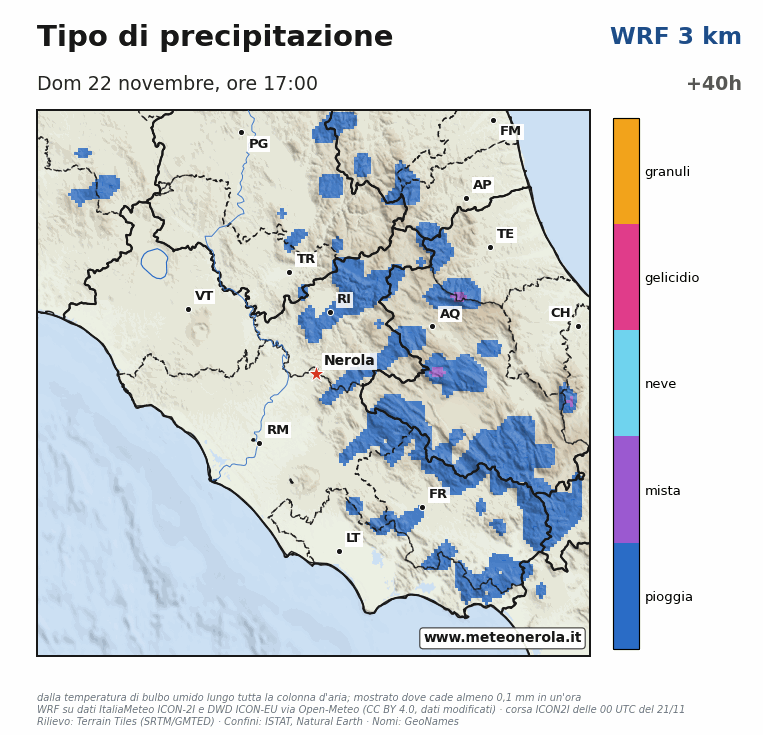 Tipo di precipitazione
WRF 3 km
Dom 22 novembre, ore 17:00
+40h
FM
PG
AP
TE
TR
VT
RI
AQ
CH
Nerola
RM
FR
LT
www.meteonerola.it
granuli
gelicidio
neve
mista
pioggia
dalla temperatura di bulbo umido lungo tutta la colonna d'aria; mostrato dove cade almeno 0,1 mm in un'ora
WRF su dati ItaliaMeteo ICON-2I e DWD ICON-EU via Open-Meteo (CC BY 4.0, dati modificati) · corsa ICON2I delle 00 UTC del 21/11
Rilievo: Terrain Tiles (SRTM/GMTED) · Confini: ISTAT, Natural Earth · Nomi: GeoNames